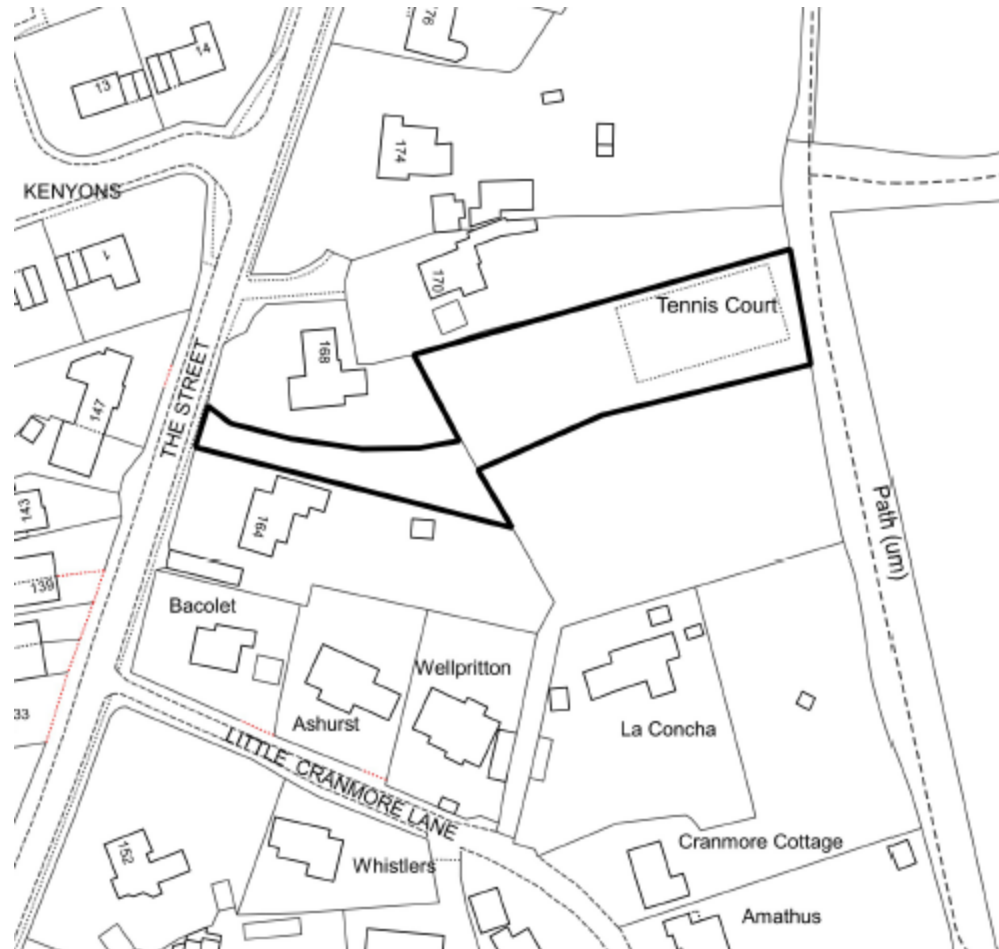 76
14
13
174
KENYONS
1
170
Tennis Court
168
THE STREET
147
143
164
Path (um)
139
Bacolet
Wellpritton
Ashurst
33
La Concha
LITTLE CRANMORE LANE
Cranmore Cottage
152
Whistlers
Amathus